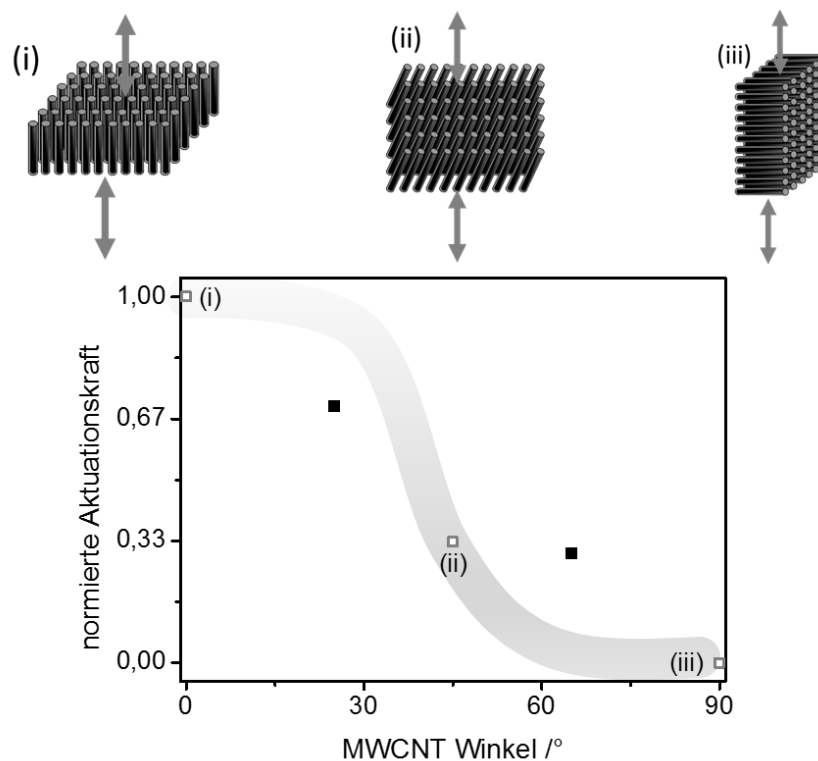 (i)
(ii)
(iii)
normierte Aktuationskraft
1,00
0,67
0,33
0,00
(i)
(ii)
(iii)
0
30
60
90
MWCNT Winkel /°